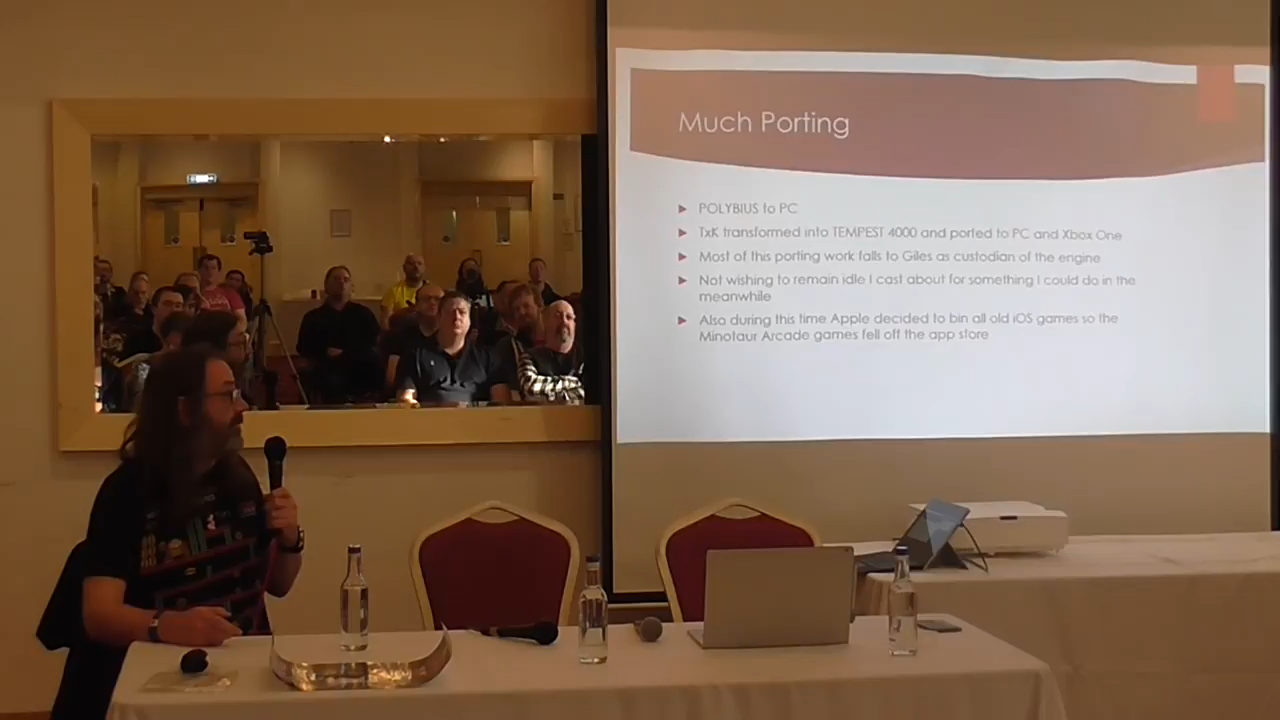 Much Porting
POLYBIUS to PC
TxK transformed into TEMPEST 4000 and ported to PC and Xbox One
Most of this porting work falls to Giles as custodian of the engine
Not wishing to remain idle I cast about for something I could do in the
meanwhile
Also during this time Apple decided to bin all old iOS games so the
Minotaur Arcade games fell off the app store